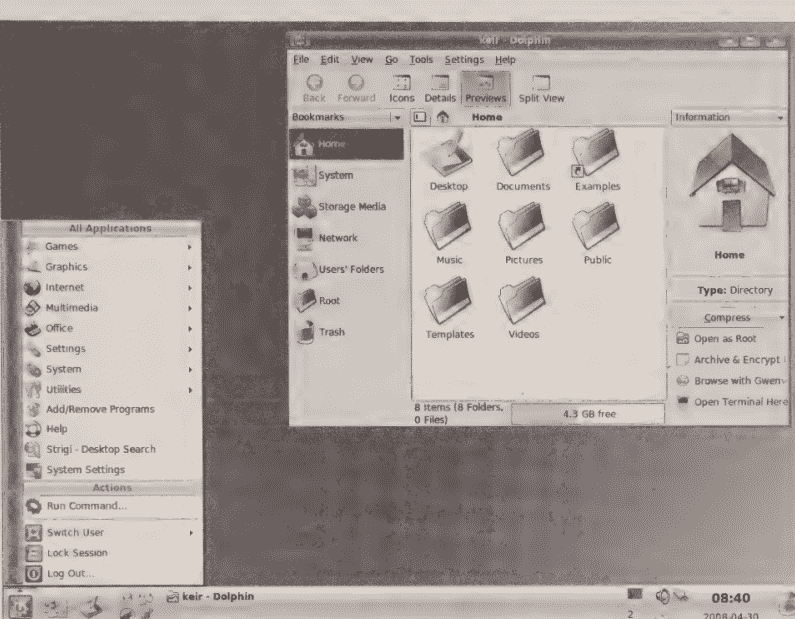 keir - Dolphin
File Edit View Go Tools Settings Help
Back Forward Icons Details Previews Split View
Bookmarks
Home
Information
Home
System
Storage Media
Network
Users' Folders
Root
Trash
Desktop Documents Examples
Music Pictures Public
Templates Videos
8 Items (8 Folders,
0 Files)
4.3 GB free
Home
Type: Directory
Compress
Open as Root
Archive & Encrypt
Browse with Gwenv
Open Terminal Here
All Applications
Games
Graphics
Internet
Multimedia
Office
Settings
System
Utilities
Add/Remove Programs
Help
Strigi - Desktop Search
System Settings
Actions
Run Command...
Switch User
Lock Session
Log Out...
keir - Dolphin
2
08:40
2008-04-30